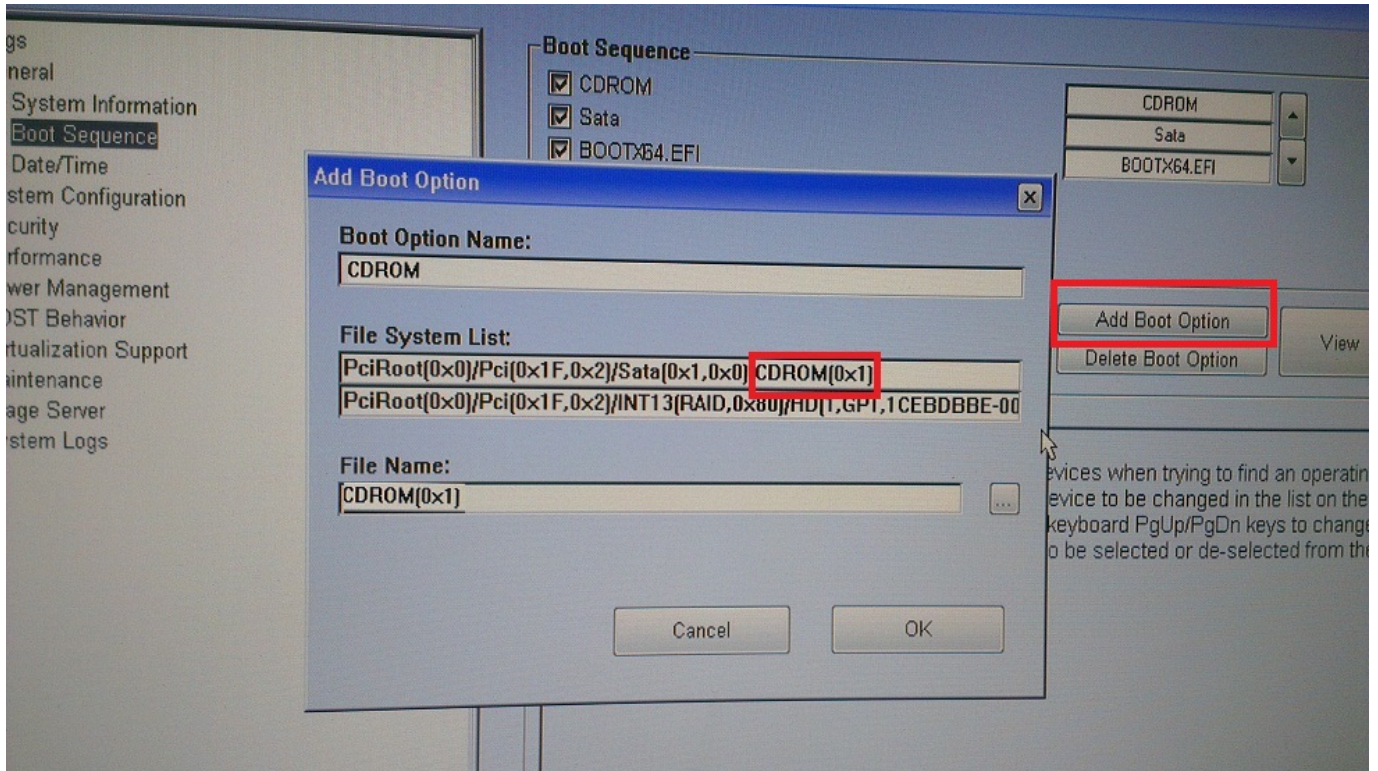 gs
neral
System Information
Boot Sequence
Date/Time
stem Configuration
curity
rformance
wer Management
OST Behavior
rtualization Support
aintenance
age Server
stem Logs
Boot Sequence
CDROM
Sata
BOOTX64.EFI
CDROM
Sata
BOOTX64.EFI
Add Boot Option
Delete Boot Option
View
Add Boot Option
Boot Option Name:
CDROM
File System List:
PciRoot(0x0)/Pci(0x1F,0x2)/Sata(0x1,0x0) CDROM(0x1)
PciRoot(0x0)/Pci(0x1F,0x2)/INT13(RAID,0x80)/HD(1,GPT,1CEBDBBE-00
File Name:
CDROM(0x1)
...
Cancel
OK
evices when trying to find an operatin
evice to be changed in the list on the
keyboard PgUp/PgDn keys to change
o be selected or de-selected from the